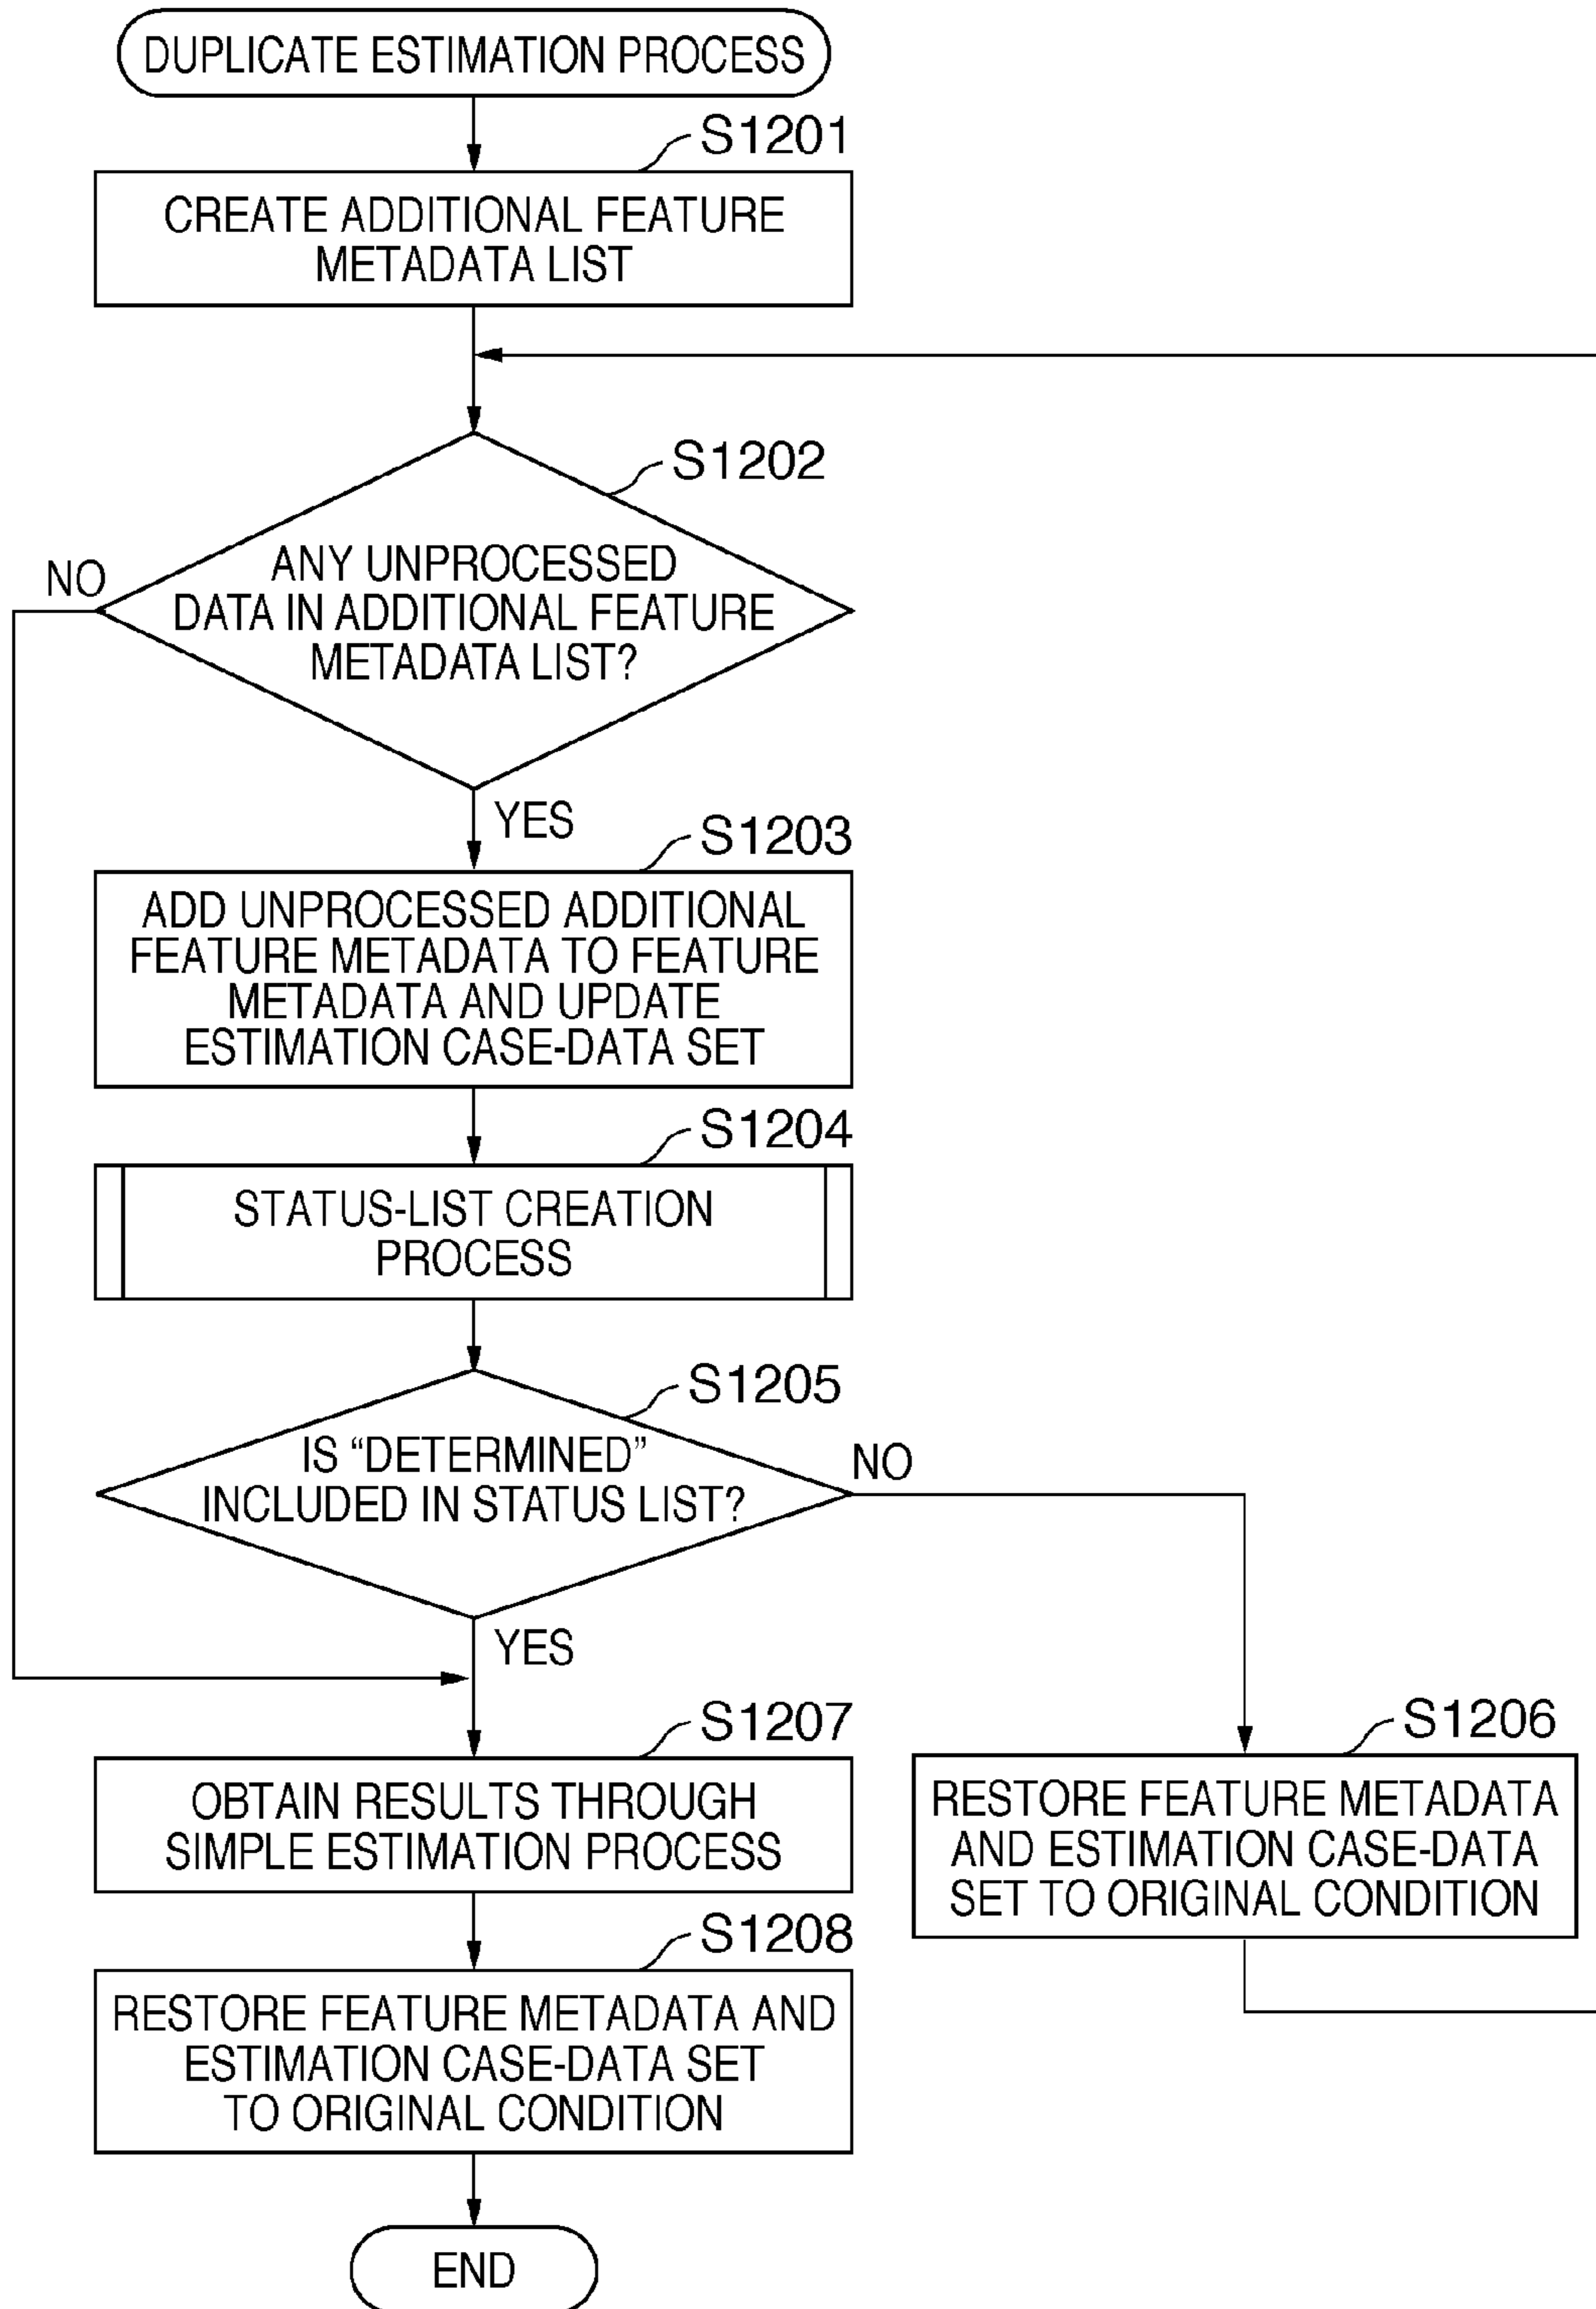 DUPLICATE ESTIMATION PROCESS
S1201
CREATE ADDITIONAL FEATURE
METADATA LIST
S1202
ANY UNPROCESSED
DATA IN ADDITIONAL FEATURE
METADATA LIST?
NO
YES
S1203
ADD UNPROCESSED ADDITIONAL
FEATURE METADATA TO FEATURE
METADATA AND UPDATE
ESTIMATION CASE-DATA SET
S1204
STATUS-LIST CREATION
PROCESS
S1205
IS “DETERMINED”
INCLUDED IN STATUS LIST?
NO
YES
S1206
RESTORE FEATURE METADATA
AND ESTIMATION CASE-DATA
SET TO ORIGINAL CONDITION
S1207
OBTAIN RESULTS THROUGH
SIMPLE ESTIMATION PROCESS
S1208
RESTORE FEATURE METADATA AND
ESTIMATION CASE-DATA SET
TO ORIGINAL CONDITION
END